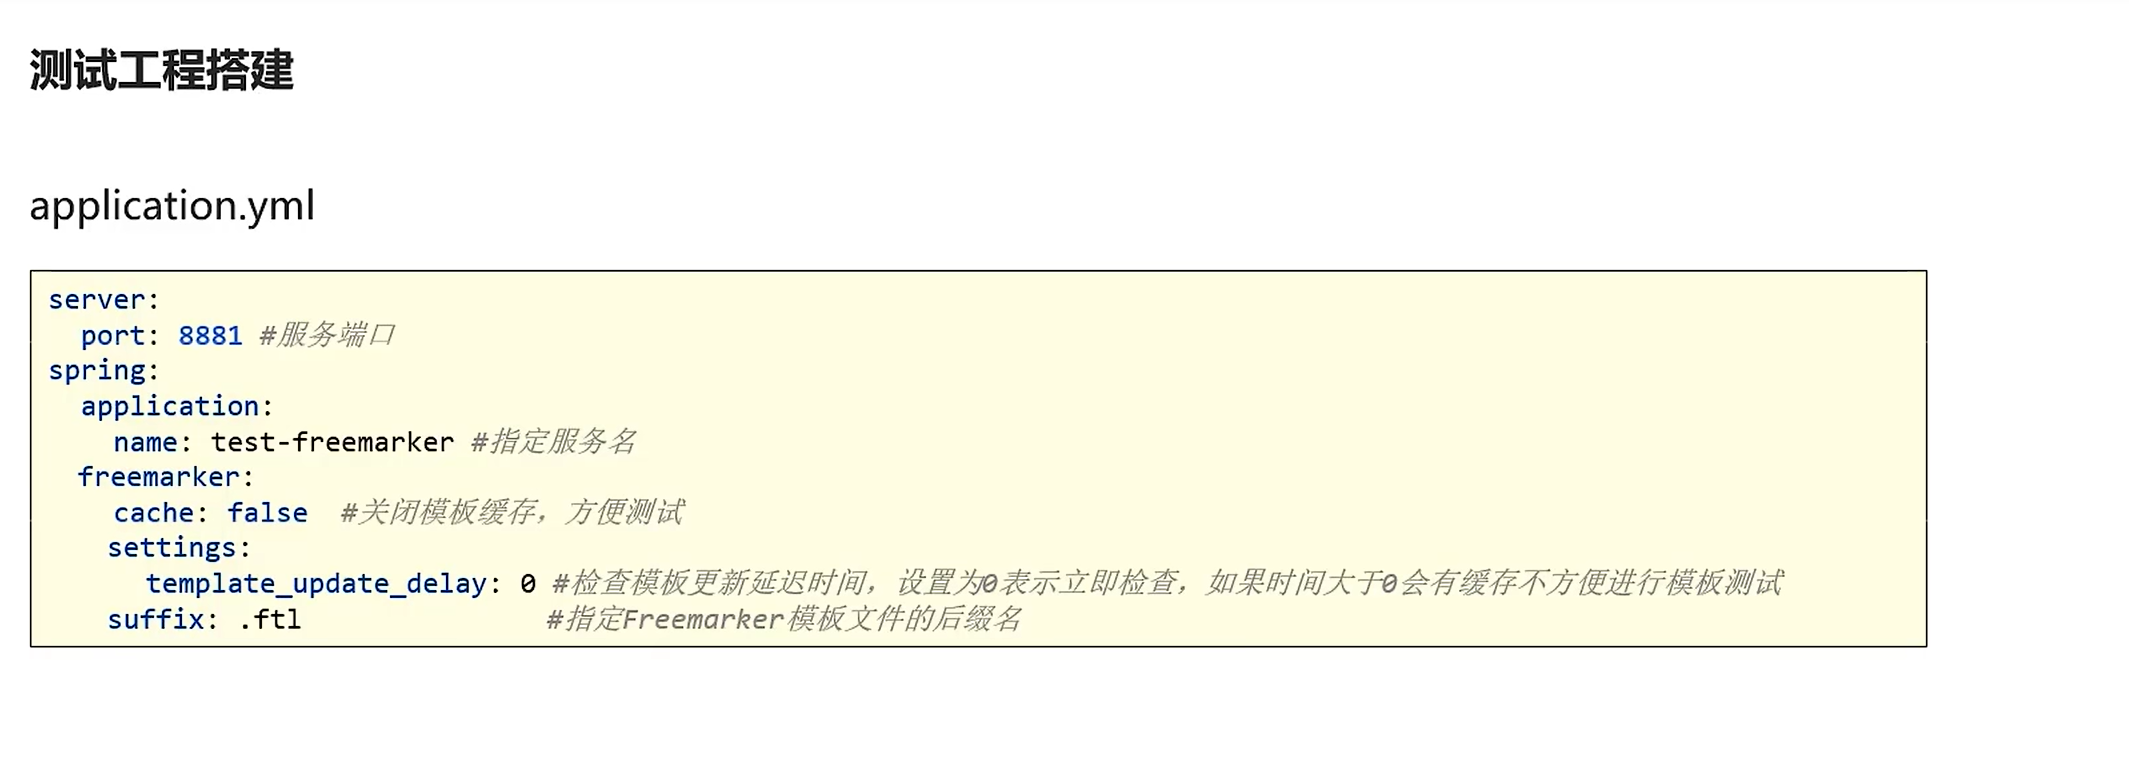 测试工程搭建
application.yml
server:
  port: 8881 #服务端口
spring:
  application:
    name: test-freemarker #指定服务名
  freemarker:
    cache: false  #关闭模板缓存，方便测试
    settings:
      template_update_delay: 0 #检查模板更新延迟时间，设置为0表示立即检查，如果时间大于0会有缓存不方便进行模板测试
    suffix: .ftl               #指定Freemarker模板文件的后缀名